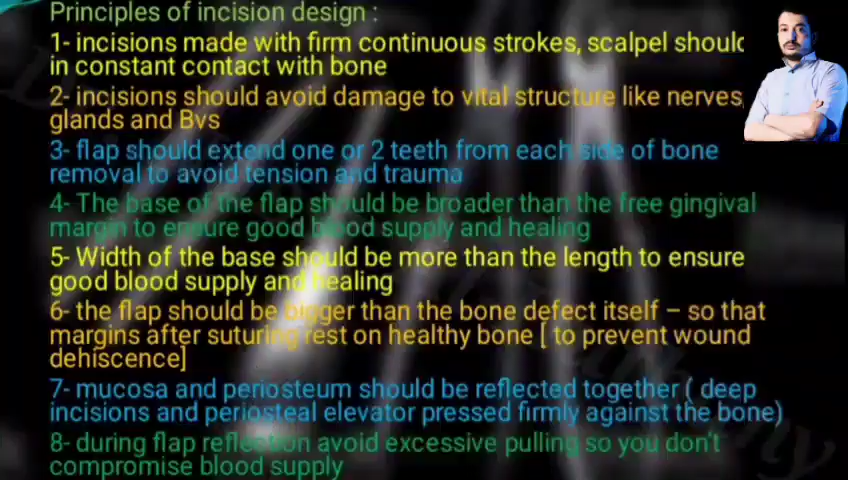 Principles of incision design :
1- incisions made with firm continuous strokes, scalpel should
in constant contact with bone
2- incisions should avoid damage to vital structure like nerves,
glands and Bvs
3- flap should extend one or 2 teeth from each side of bone
removal to avoid tension and trauma
4- The base of the flap should be broader than the free gingival
margin to ensure good blood supply and healing
5- Width of the base should be more than the length to ensure
good blood supply and healing
6- the flap should be bigger than the bone defect itself – so that
margins after suturing rest on healthy bone [ to prevent wound
dehiscence]
7- mucosa and periosteum should be reflected together ( deep
incisions and periosteal elevator pressed firmly against the bone)
8- during flap reflection avoid excessive pulling so you don't
compromise blood supply